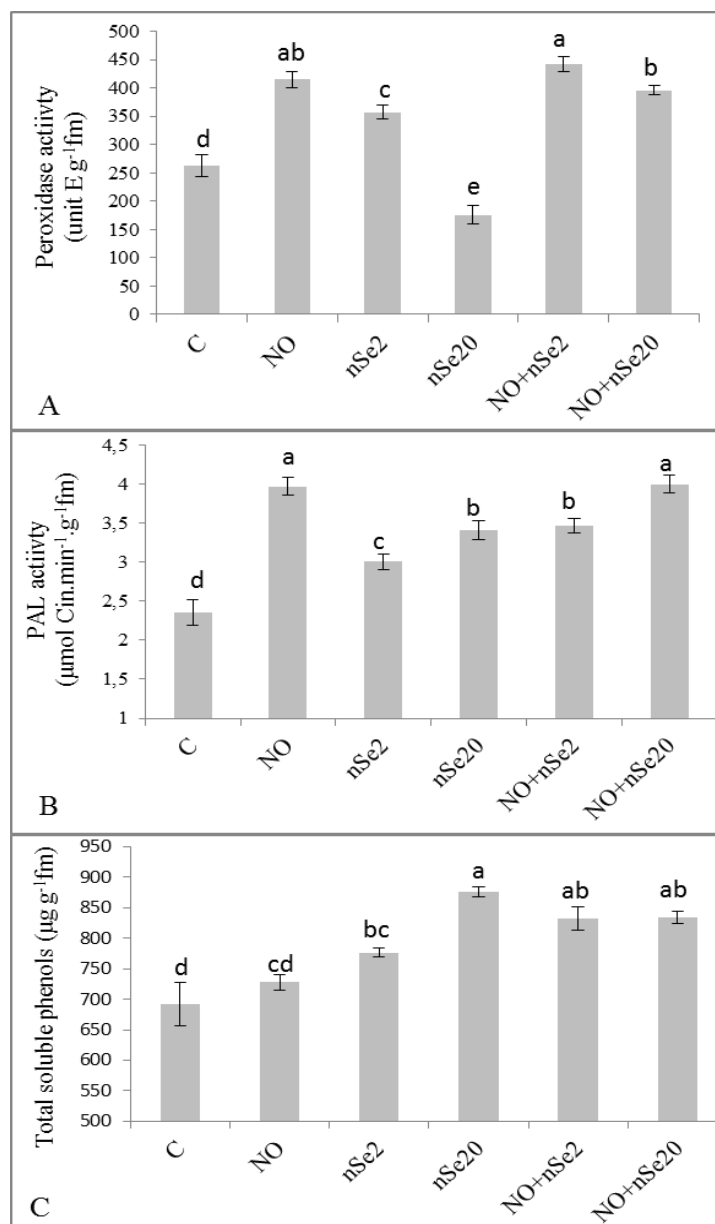 Peroxidase actiivty
(unit E g⁻¹fm)
500
450
400
350
300
250
200
150
100
50
0
d
ab
c
e
a
b
C
NO
nSe2
nSe20
NO+nSe2
NO+nSe20
A
PAL actiivty
(µmol Cin.min⁻¹.g⁻¹fm)
4,5
4
3,5
3
2,5
2
1,5
1
d
a
c
b
b
a
C
NO
nSe2
nSe20
NO+nSe2
NO+nSe20
B
Total soluble phenols (µg g⁻¹fm)
950
900
850
800
750
700
650
600
550
500
d
cd
bc
a
ab
ab
C
NO
nSe2
nSe20
NO+nSe2
NO+nSe20
C